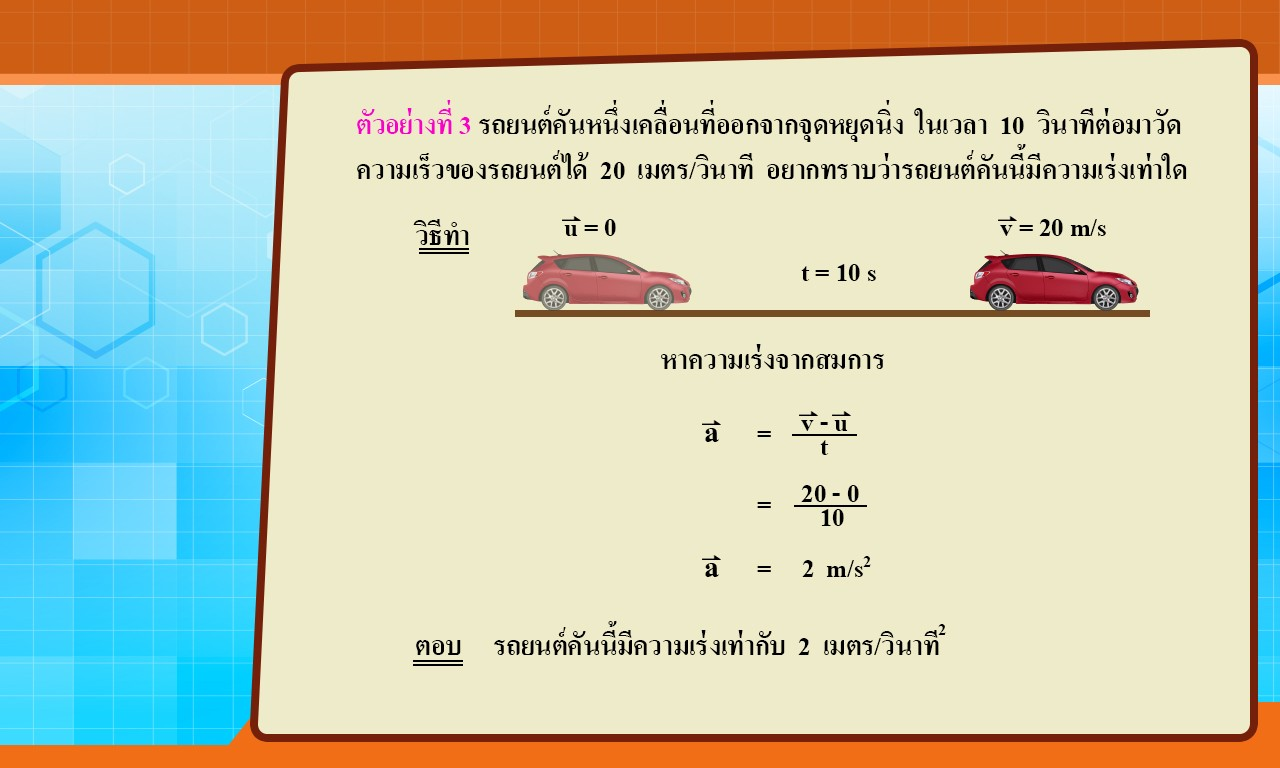 ตัวอย่างที่ 3 รถยนต์คันหนึ่งเคลื่อนที่ออกจากจุดหยุดนิ่ง ในเวลา 10 วินาทีต่อมาวัด
ความเร็วของรถยนต์ได้ 20 เมตร/วินาที อยากทราบว่ารถยนต์คันนี้มีความเร่งเท่าใด
วิธีทำ
u⃗ = 0
v⃗ = 20 m/s
t = 10 s
หาความเร่งจากสมการ
a⃗ = (v⃗ - u⃗) / t
= (20 - 0) / 10
a⃗ = 2 m/s²
ตอบ รถยนต์คันนี้มีความเร่งเท่ากับ 2 เมตร/วินาที²